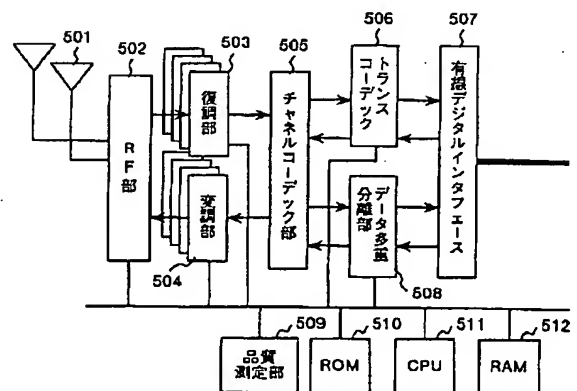 501
502
503
505
506
507
RF部
復調部
変調部
504
チャネルコーデック部
トランス
コーデック
データ多重
分離部
508
有線デジタルインタフェース
509
510
511
512
品質
測定部
ROM
CPU
RAM